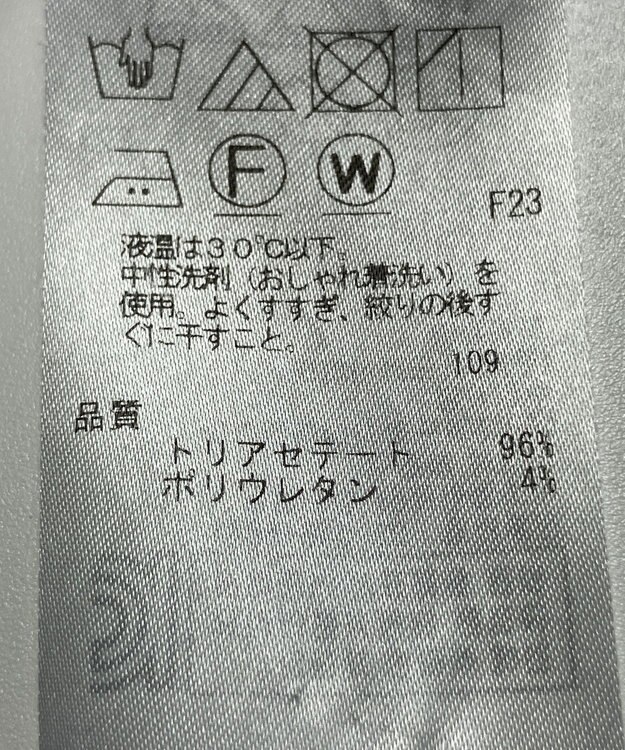 F W
F23
液温は30℃以下。
中性洗剤（おしゃれ着洗い）を
使用。よくすすぎ、絞りの後す
ぐに干すこと。
109
品質
トリアセテート 96%
ポリウレタン 4%